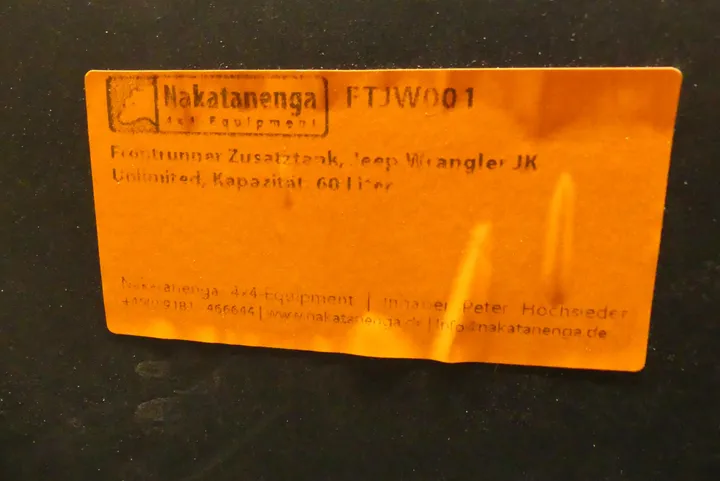 Nakatanenga FTJW001
4x4 Equipment
Frontrunner Zusatztank, Jeep Wrangler JK
Unlimited, Kapazität: 60 Liter
Nakatanenga 4x4-Equipment | Inhaber Peter Hochsieder
466644 | www.nakatanenga.de | info@nakatanenga.de